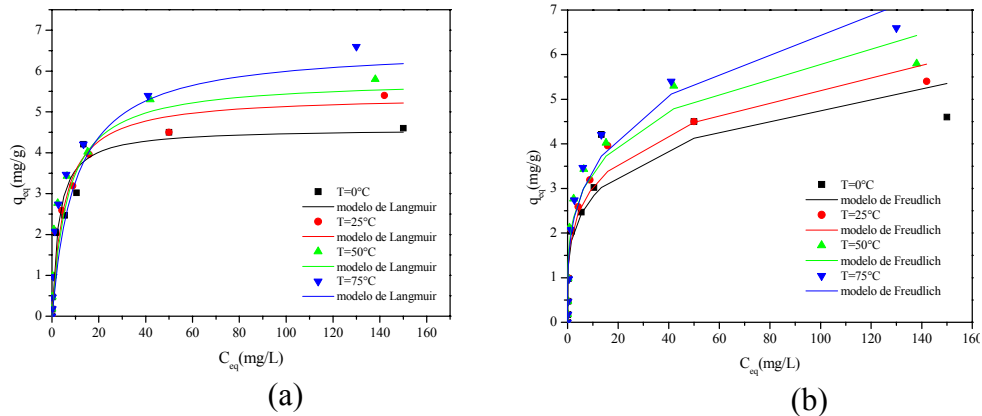 7
6
5
4
3
2
1
0
q_eq(mg/g)
T=0°C
modelo de Langmuir
T=25°C
modelo de Langmuir
T=50°C
modelo de Langmuir
T=75°C
modelo de Langmuir
0 20 40 60 80 100 120 140 160
C_eq(mg/L)
(a)
7
6
5
4
3
2
1
0
q_eq(mg/g)
T=0°C
modelo de Freudlich
T=25°C
modelo de Freudlich
T=50°C
modelo de Freudlich
T=75°C
modelo de Freudlich
0 20 40 60 80 100 120 140 160
C_eq(mg/L)
(b)